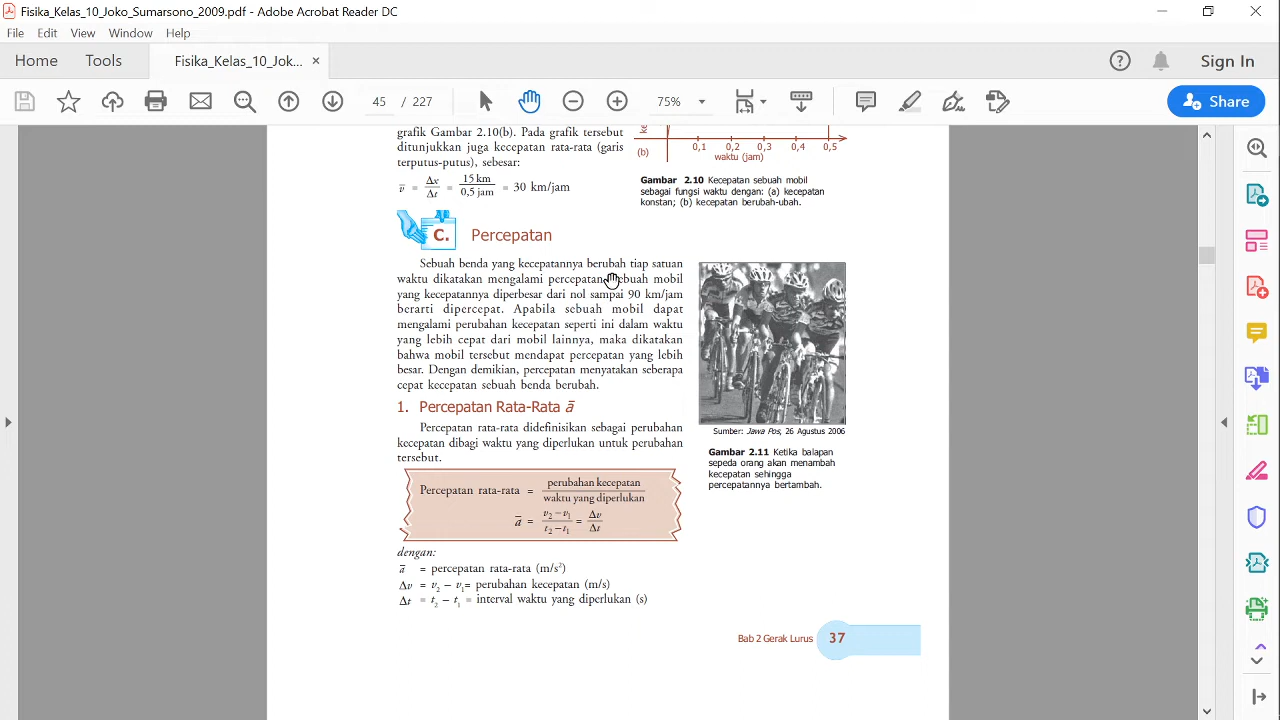 Fisika_Kelas_10_Joko_Sumarsono_2009.pdf - Adobe Acrobat Reader DC
File Edit View Window Help
Home Tools Fisika_Kelas_10_Jok... × Sign In
45 / 227 75% Share
grafik Gambar 2.10(b). Pada grafik tersebut
ditunjukkan juga kecepatan rata-rata (garis
terputus-putus), sebesar:
v̄ = Δx/Δt = 15 km/0,5 jam = 30 km/jam
(b) 0,1 0,2 0,3 0,4 0,5
waktu (jam)
Gambar 2.10 Kecepatan sebuah mobil
sebagai fungsi waktu dengan: (a) kecepatan
konstan; (b) kecepatan berubah-ubah.
C. Percepatan
Sebuah benda yang kecepatannya berubah tiap satuan
waktu dikatakan mengalami percepatan. Sebuah mobil
yang kecepatannya diperbesar dari nol sampai 90 km/jam
berarti dipercepat. Apabila sebuah mobil dapat
mengalami perubahan kecepatan seperti ini dalam waktu
yang lebih cepat dari mobil lainnya, maka dikatakan
bahwa mobil tersebut mendapat percepatan yang lebih
besar. Dengan demikian, percepatan menyatakan seberapa
cepat kecepatan sebuah benda berubah.
Sumber: Jawa Pos, 26 Agustus 2006
Gambar 2.11 Ketika balapan
sepeda orang akan menambah
kecepatan sehingga
percepatannya bertambah.
1. Percepatan Rata-Rata ā
Percepatan rata-rata didefinisikan sebagai perubahan
kecepatan dibagi waktu yang diperlukan untuk perubahan
tersebut.
Percepatan rata-rata = perubahan kecepatan/waktu yang diperlukan
ā = v₂ – v₁/t₂ – t₁ = Δv/Δt
dengan:
ā = percepatan rata-rata (m/s²)
Δv = v₂ – v₁= perubahan kecepatan (m/s)
Δt = t₂ – t₁ = interval waktu yang diperlukan (s)
Bab 2 Gerak Lurus 37